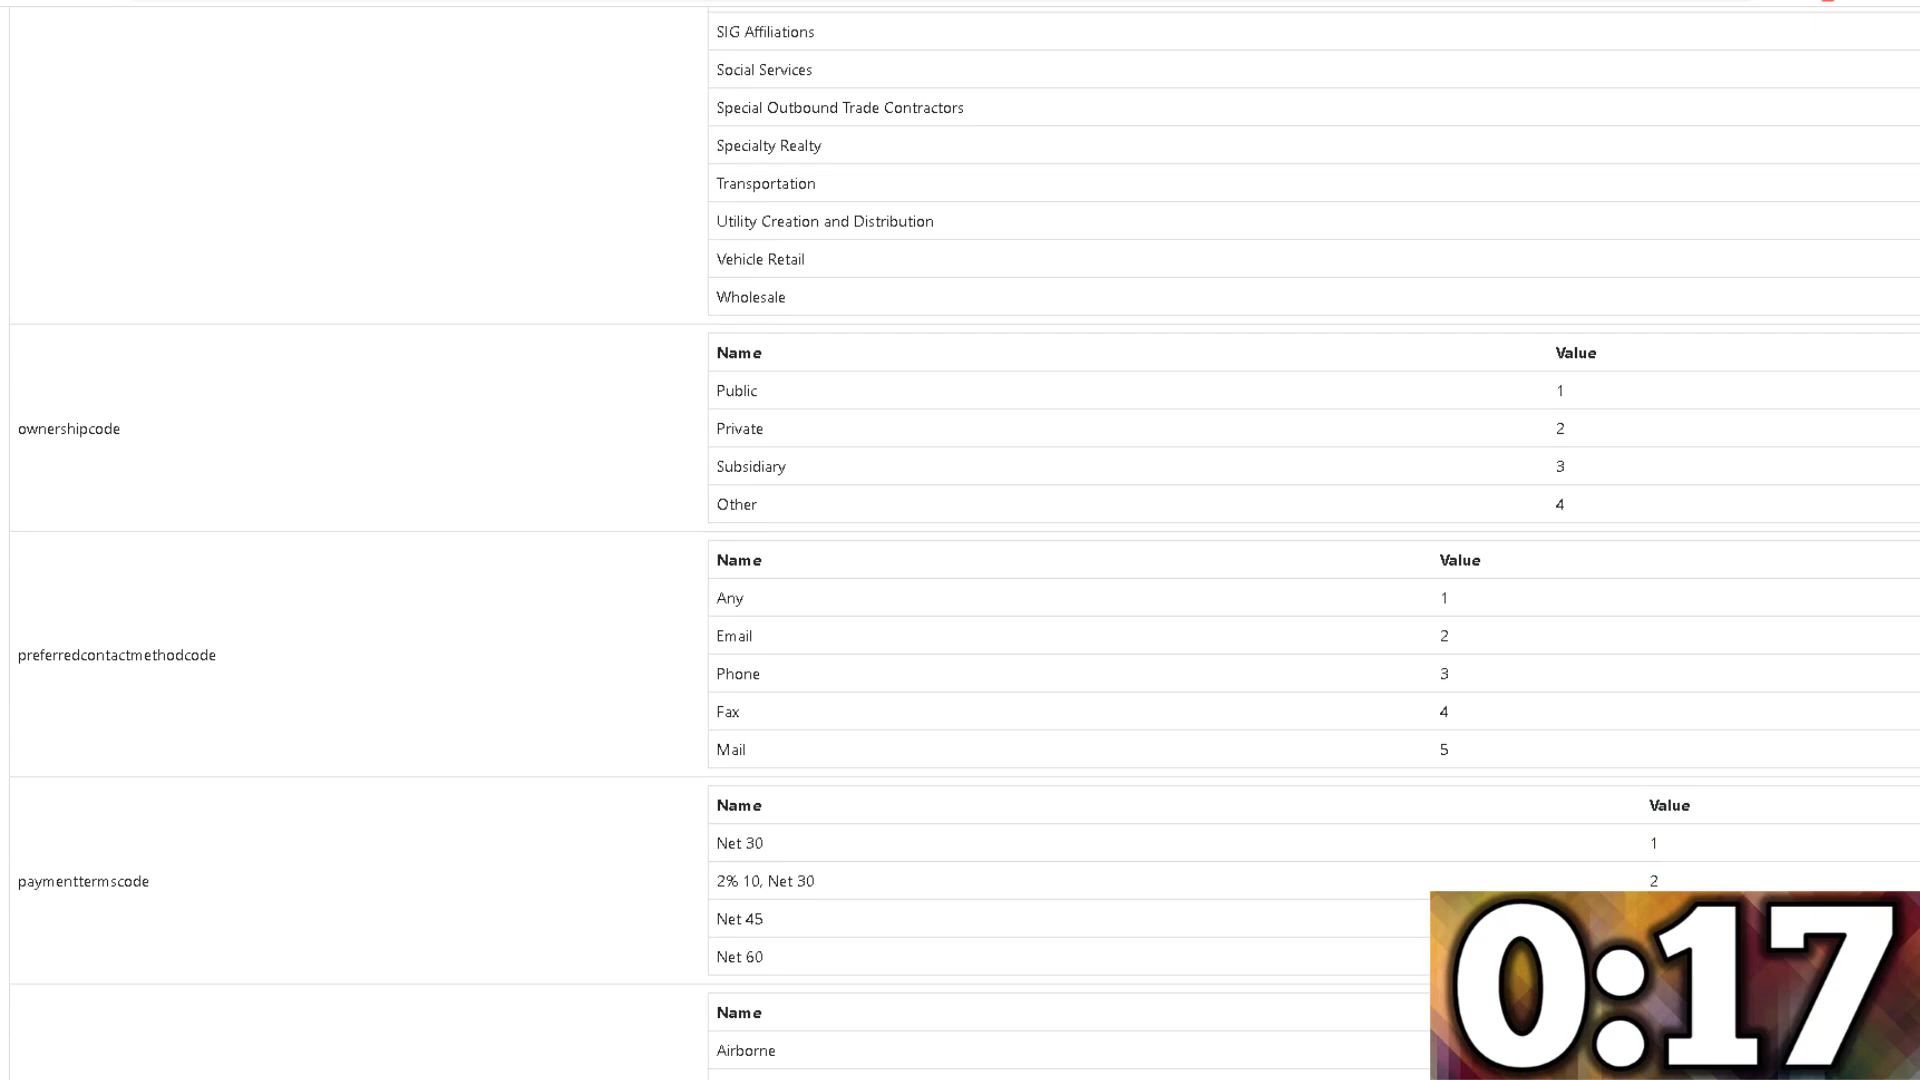 SIG Affiliations
Social Services
Special Outbound Trade Contractors
Specialty Realty
Transportation
Utility Creation and Distribution
Vehicle Retail
Wholesale
ownershipcode
Name Value
Public 1
Private 2
Subsidiary 3
Other 4
preferredcontactmethodcode
Name Value
Any 1
Email 2
Phone 3
Fax 4
Mail 5
paymenttermscode
Name Value
Net 30 1
2% 10, Net 30 2
Net 45
Net 60
Name
Airborne
0:17